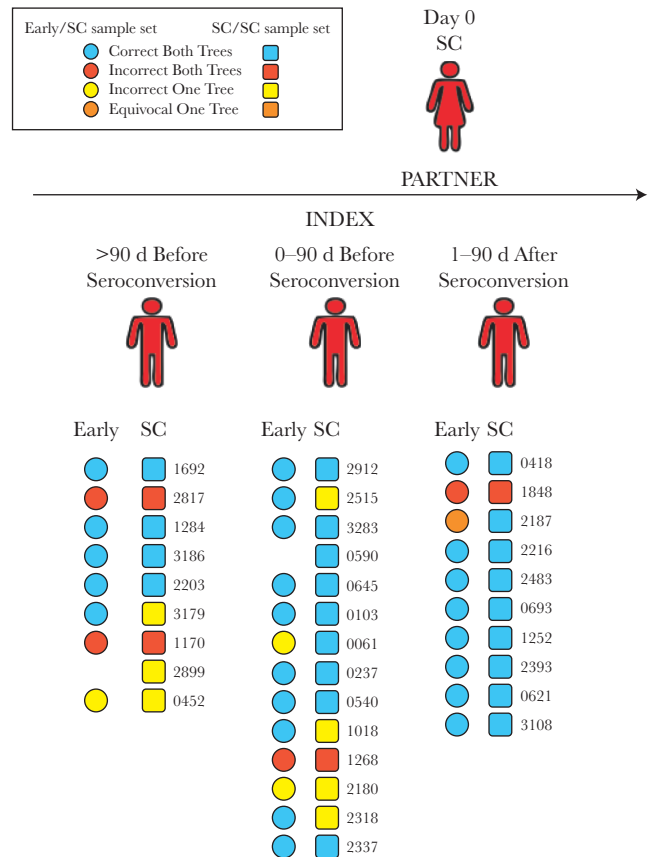 Early/SC sample set SC/SC sample set
Correct Both Trees
Incorrect Both Trees
Incorrect One Tree
Equivocal One Tree
Day 0
SC
PARTNER
INDEX
>90 d Before
Seroconversion
0–90 d Before
Seroconversion
1–90 d After
Seroconversion
Early SC
1692
2817
1284
3186
2203
3179
1170
2899
0452
Early SC
2912
2515
3283
0590
0645
0103
0061
0237
0540
1018
1268
2180
2318
2337
Early SC
0418
1848
2187
2216
2483
0693
1252
2393
0621
3108